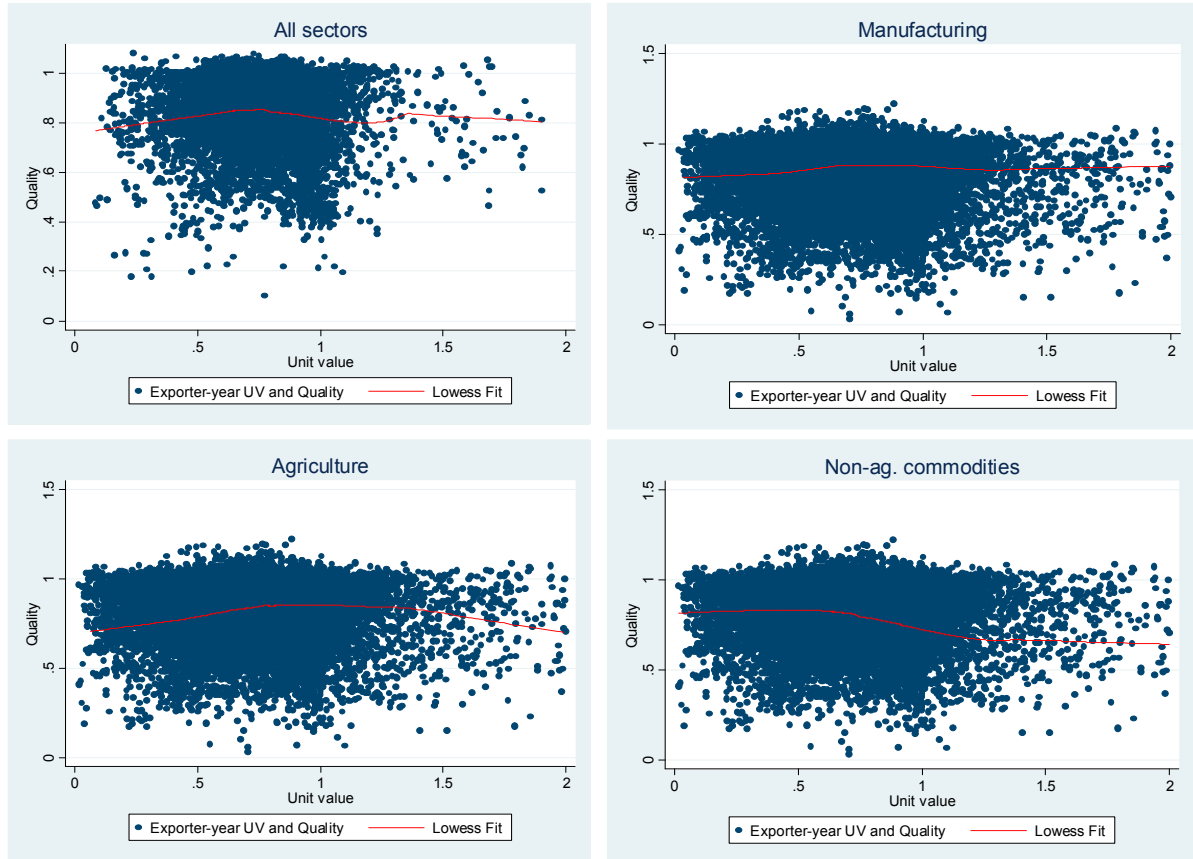 All sectors
1
.8
.6
.4
.2
0
Quality
0 .5 1 1.5 2
Unit value
Exporter-year UV and Quality Lowess Fit
Manufacturing
1.5
1
.5
0
Quality
0 .5 1 1.5 2
Unit value
Exporter-year UV and Quality Lowess Fit
Agriculture
1.5
1
.5
0
Quality
0 .5 1 1.5 2
Unit value
Exporter-year UV and Quality Lowess Fit
Non-ag. commodities
1.5
1
.5
0
Quality
0 .5 1 1.5 2
Unit value
Exporter-year UV and Quality Lowess Fit